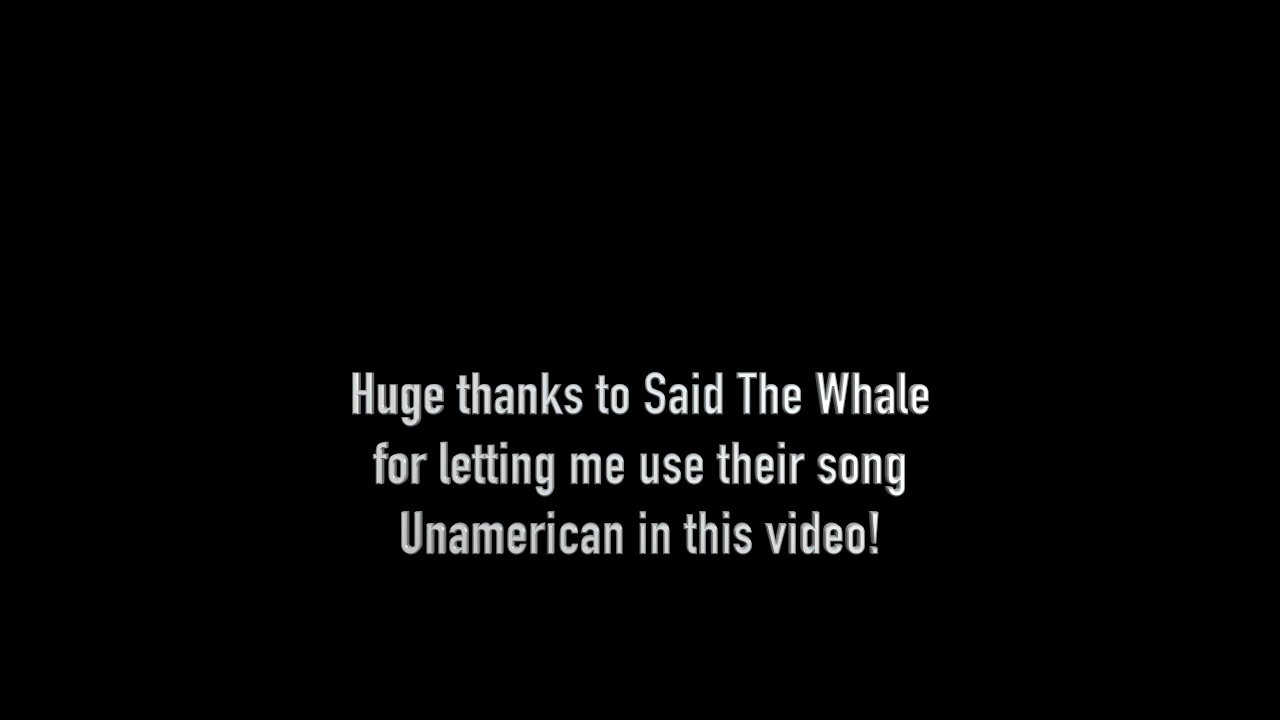 Huge thanks to Said The Whale
for letting me use their song
Unamerican in this video!